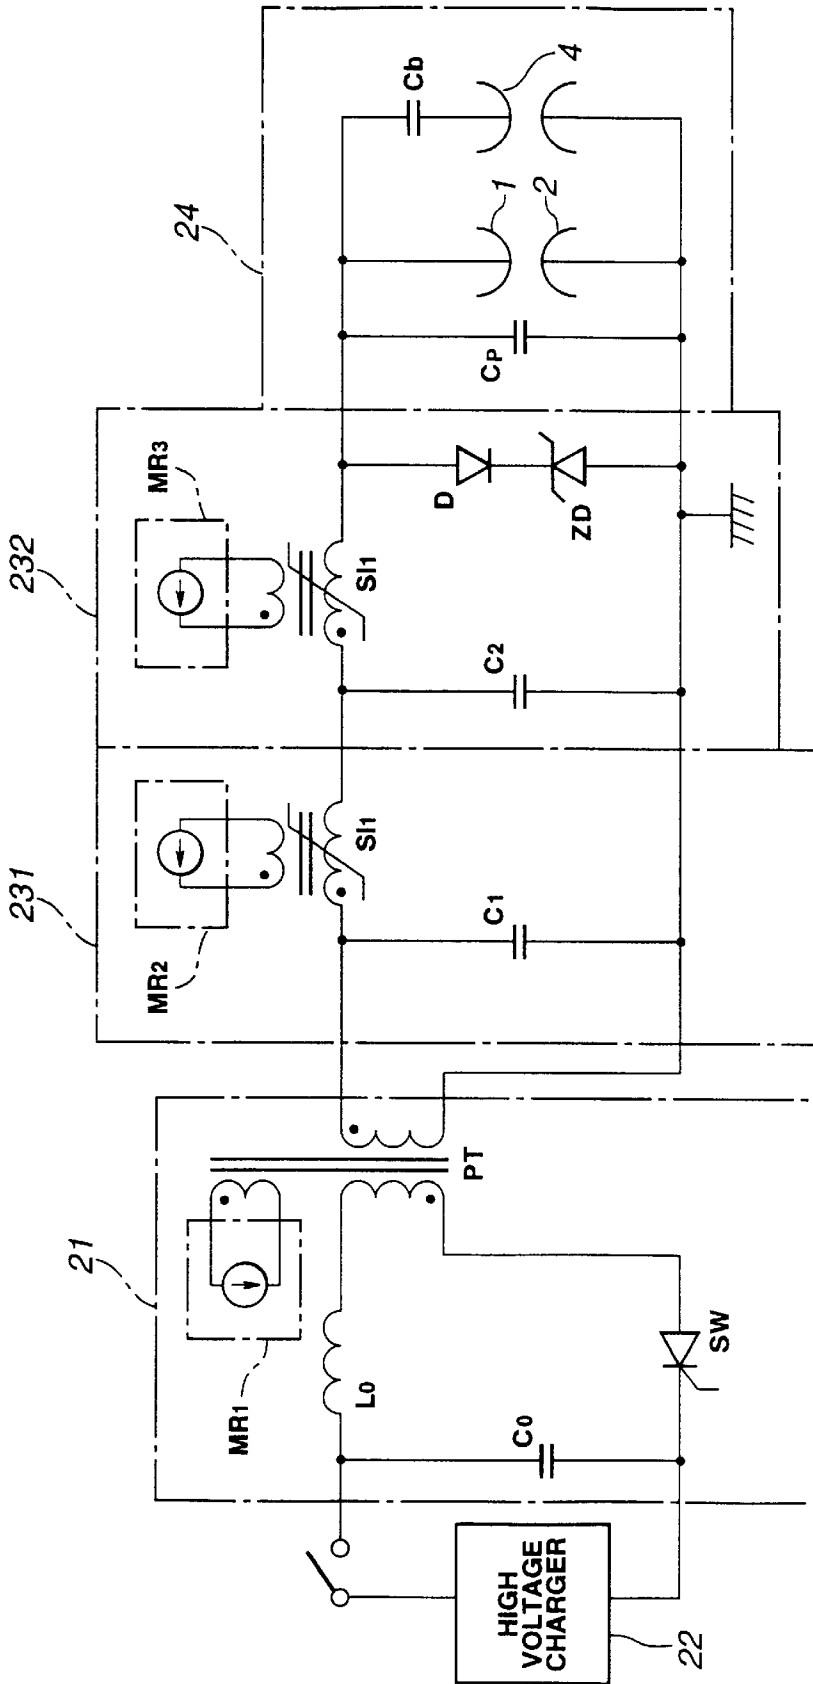 24
232
231
21
MR3
MR2
MR1
Cb
4
1
2
CP
D
ZD
SI1
C2
SI1
C1
PT
L0
SW
C0
HIGH
VOLTAGE
CHARGER
22